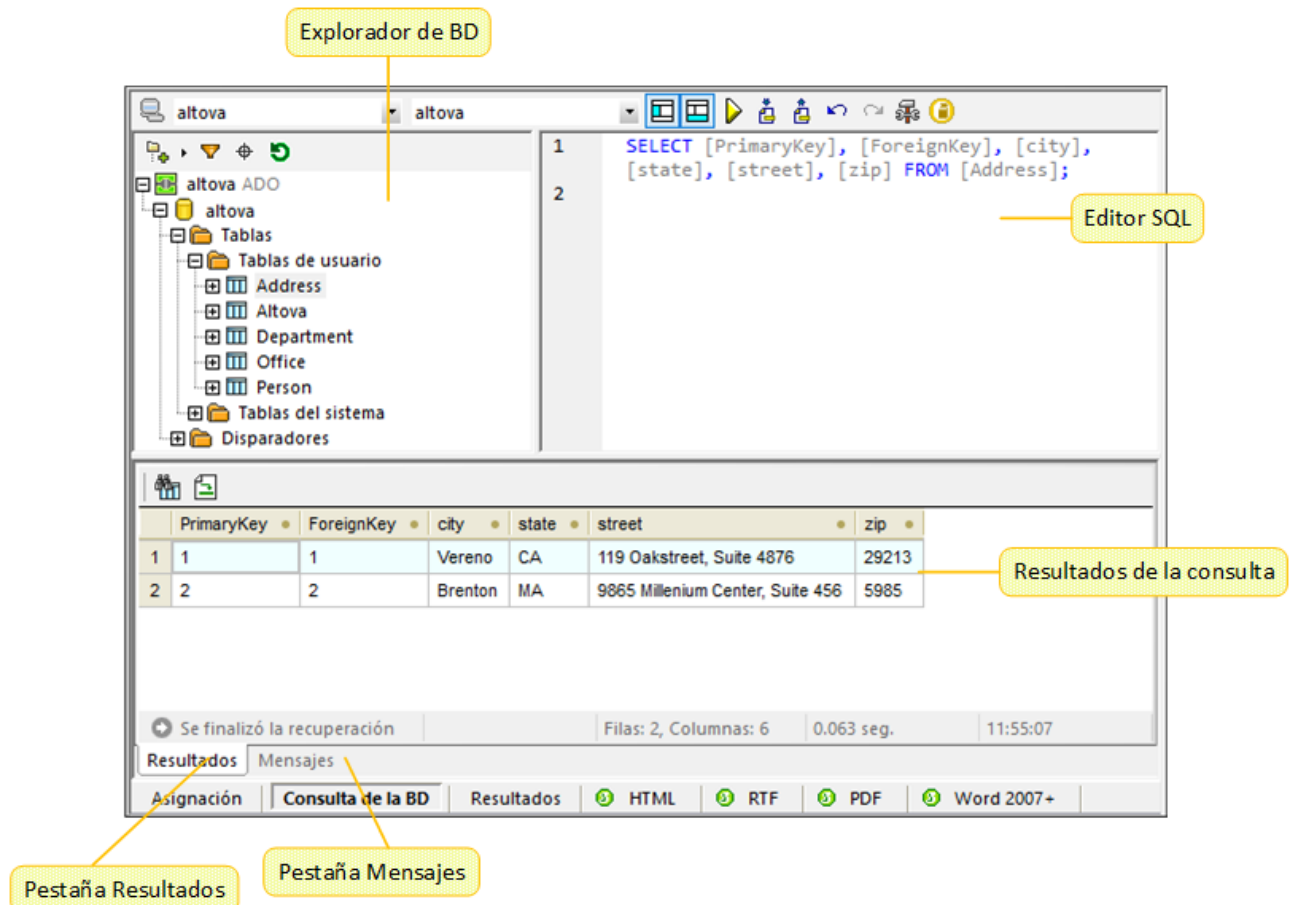 Explorador de BD
altova altova
1 SELECT [PrimaryKey], [ForeignKey], [city],
[state], [street], [zip] FROM [Address];
2
Editor SQL
altova ADO
altova
Tablas
Tablas de usuario
Address
Altova
Department
Office
Person
Tablas del sistema
Disparadores
PrimaryKey ForeignKey city state street zip
1 1 1 Vereno CA 119 Oakstreet, Suite 4876 29213
2 2 2 Brenton MA 9865 Millenium Center, Suite 456 5985
Resultados de la consulta
Se finalizó la recuperación Filas: 2, Columnas: 6 0.063 seg. 11:55:07
Resultados Mensajes
Asignación Consulta de la BD Resultados HTML RTF PDF Word 2007+
Pestaña Resultados
Pestaña Mensajes